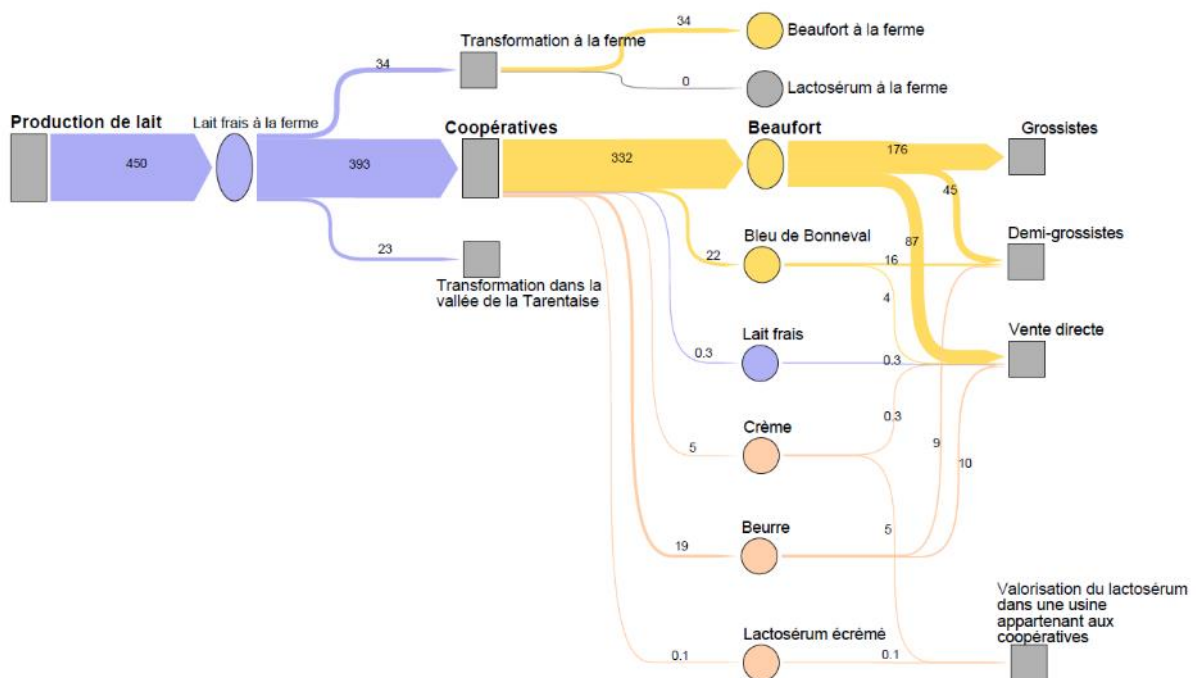 34
Transformation à la ferme
Beaufort à la ferme
34
0
Lactosérum à la ferme
Production de lait
Lait frais à la ferme
Coopératives
Beaufort
Grossistes
450
393
332
176
45
23
Transformation dans la
vallée de la Tarentaise
22
Bleu de Bonneval
87
16
4
Demi-grossistes
0.3
Lait frais
0.3
Vente directe
5
Crème
0.3
9
10
19
Beurre
5
0.1
Lactosérum écrémé
0.1
Valorisation du lactosérum
dans une usine
appartenant aux
coopératives